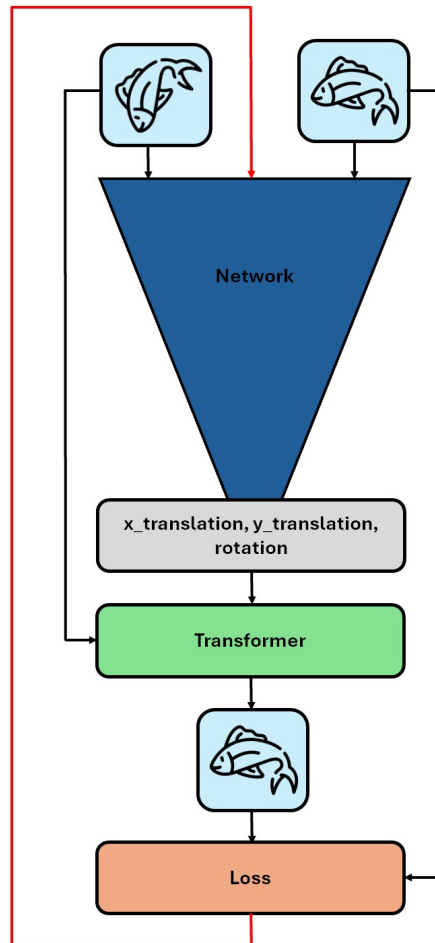 Network
x_translation, y_translation,
rotation
Transformer
Loss